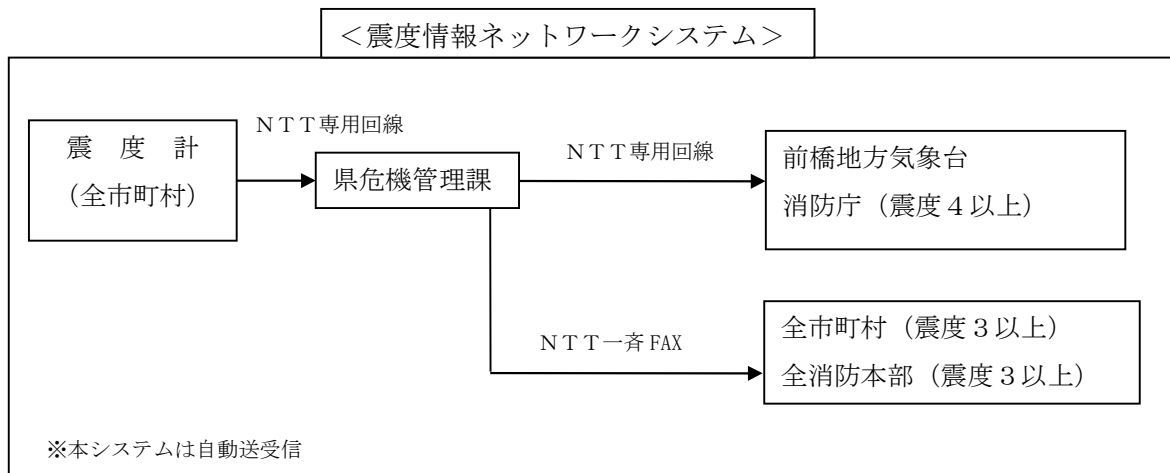 ＜震度情報ネットワークシステム＞
ＮＴＴ専用回線
震　度　計
（全市町村）
県危機管理課
ＮＴＴ専用回線
前橋地方気象台
消防庁（震度４以上）
ＮＴＴ一斉 FAX
全市町村（震度３以上）
全消防本部（震度３以上）
※本システムは自動送受信